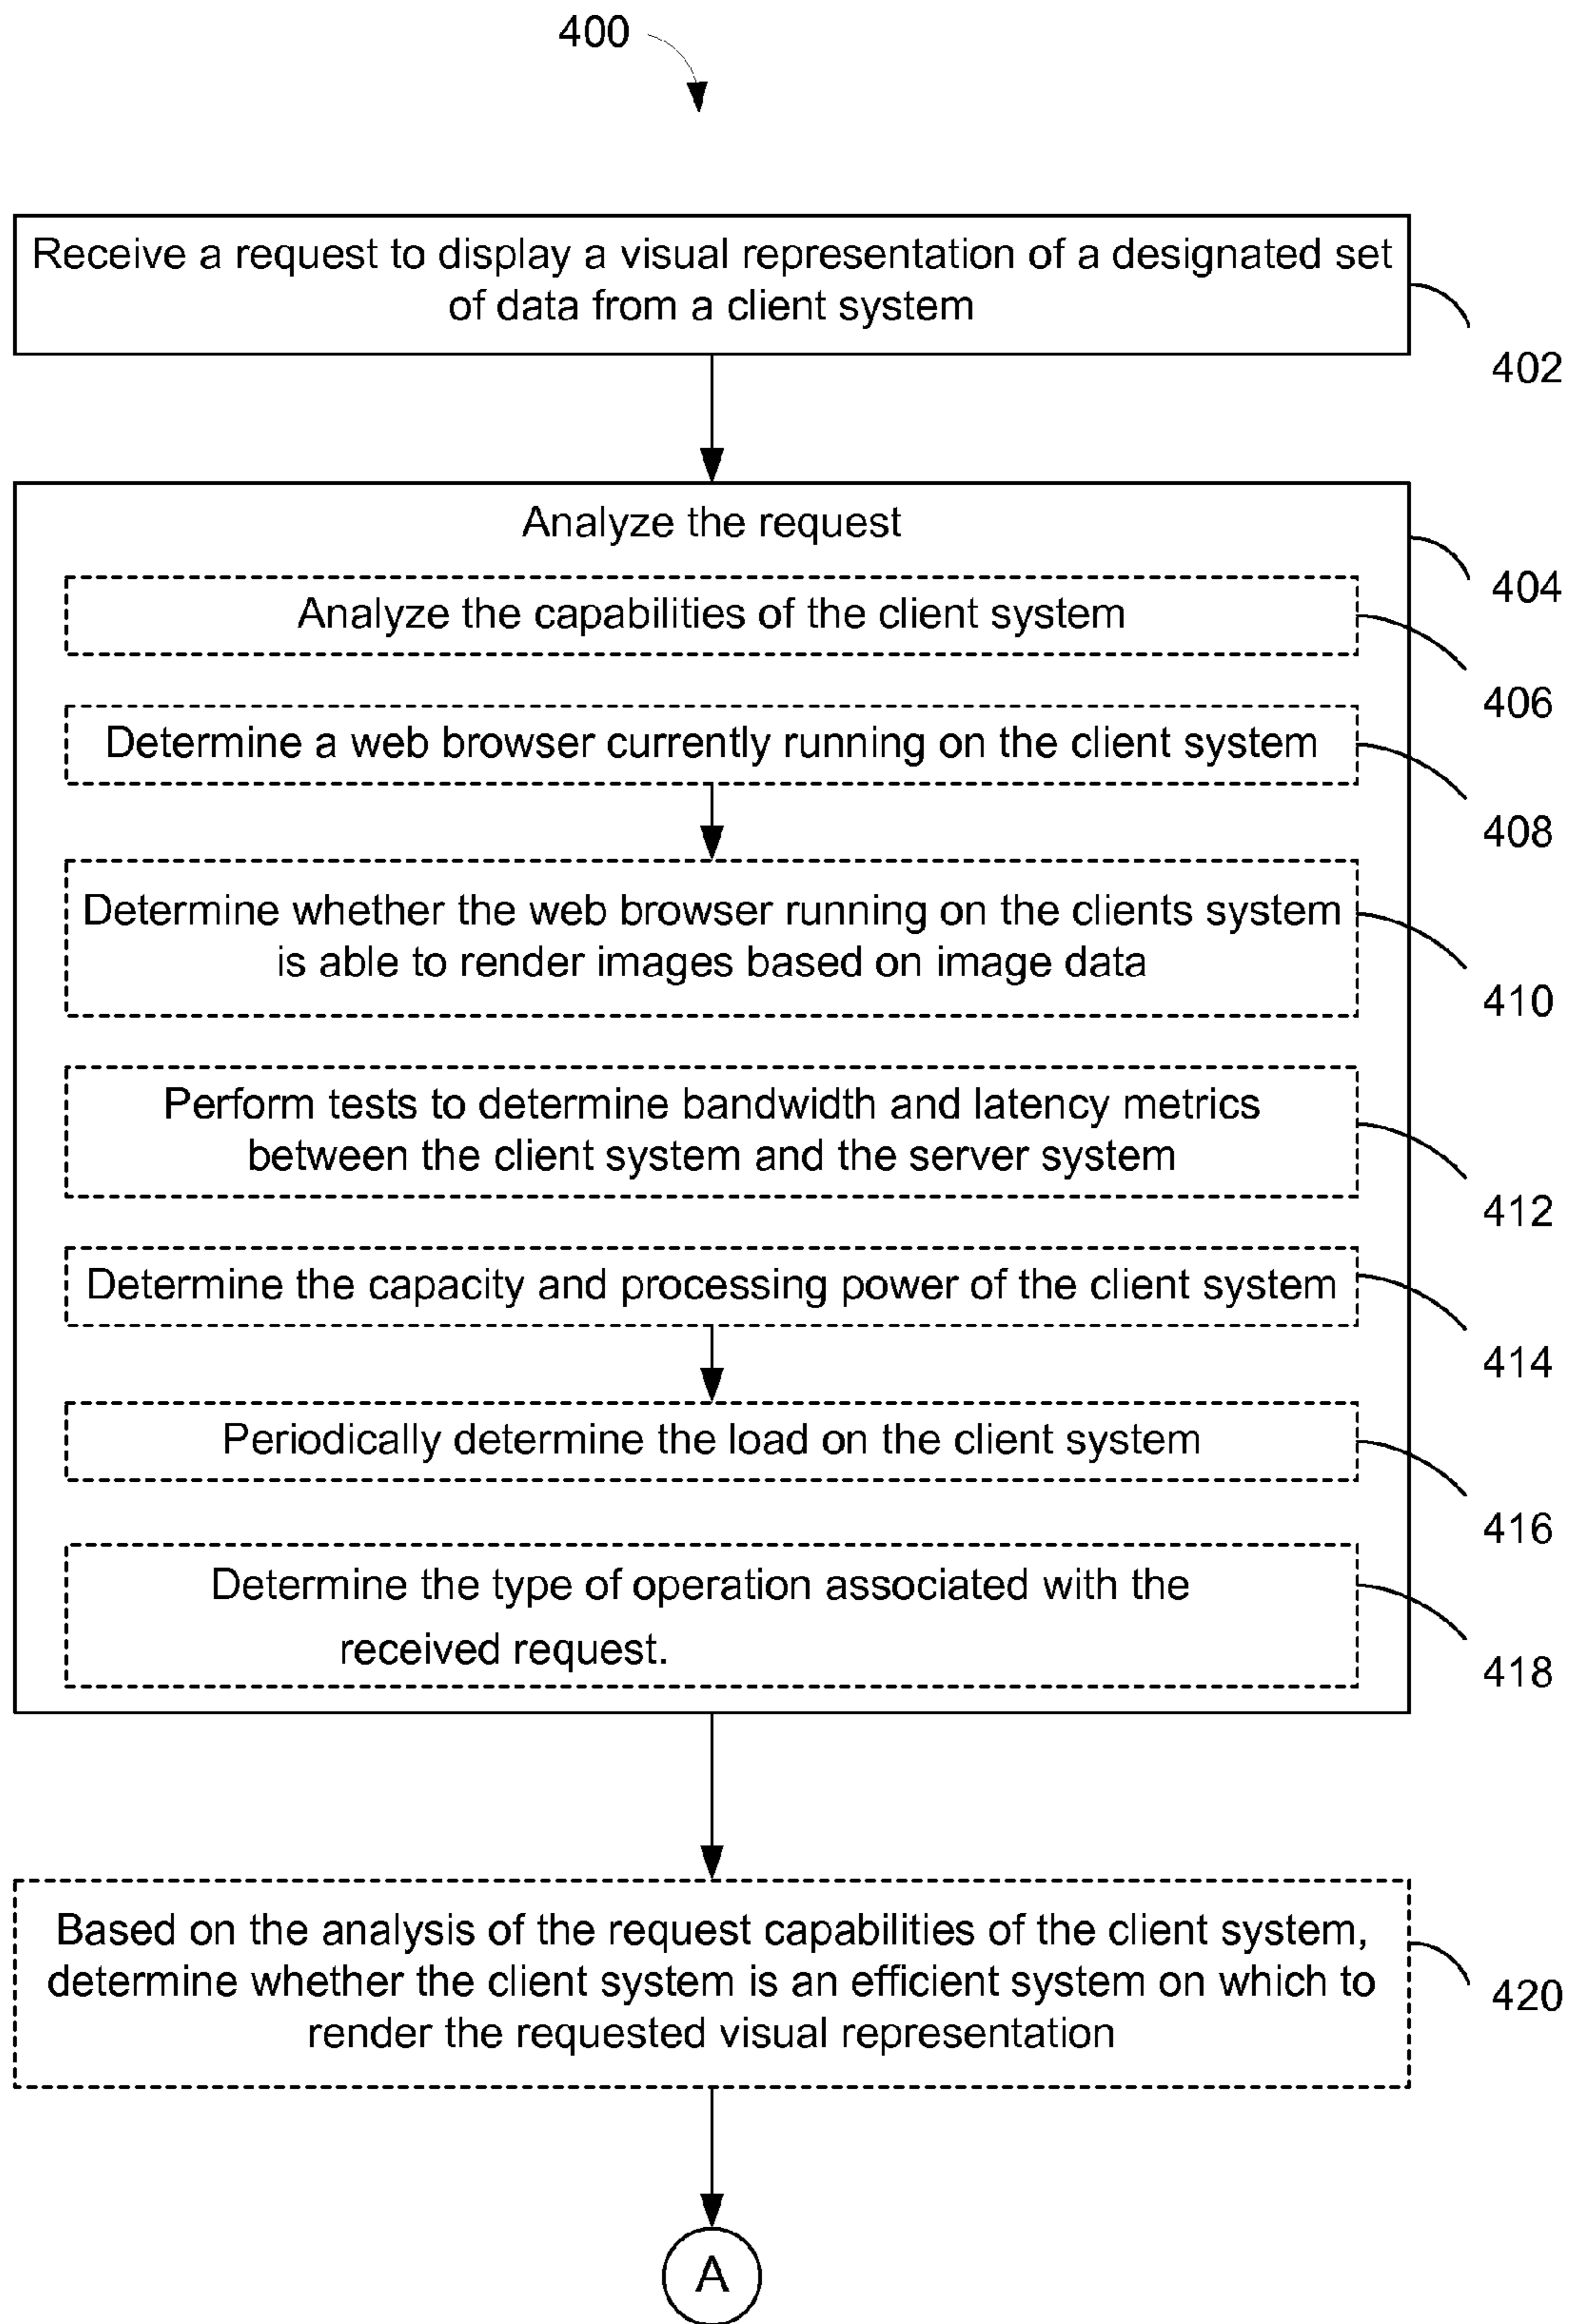 400
Receive a request to display a visual representation of a designated set
of data from a client system
402
Analyze the request
404
Analyze the capabilities of the client system
406
Determine a web browser currently running on the client system
408
Determine whether the web browser running on the clients system
is able to render images based on image data
410
Perform tests to determine bandwidth and latency metrics
between the client system and the server system
412
Determine the capacity and processing power of the client system
414
Periodically determine the load on the client system
416
Determine the type of operation associated with the
received request.
418
Based on the analysis of the request capabilities of the client system,
determine whether the client system is an efficient system on which to
render the requested visual representation
420
A